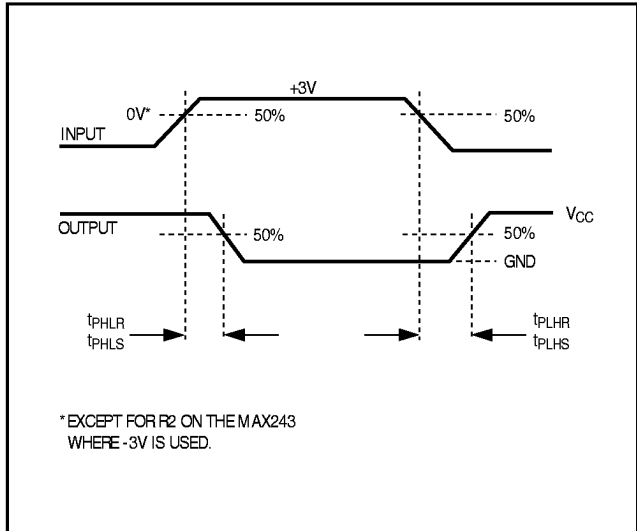 +3V
0V*
50%
50%
INPUT
OUTPUT
VCC
50%
50%
GND
tPHLR
tPHLS
tPLHR
tPLHS
* EXCEPT FOR R2 ON THE MAX243
WHERE -3V IS USED.